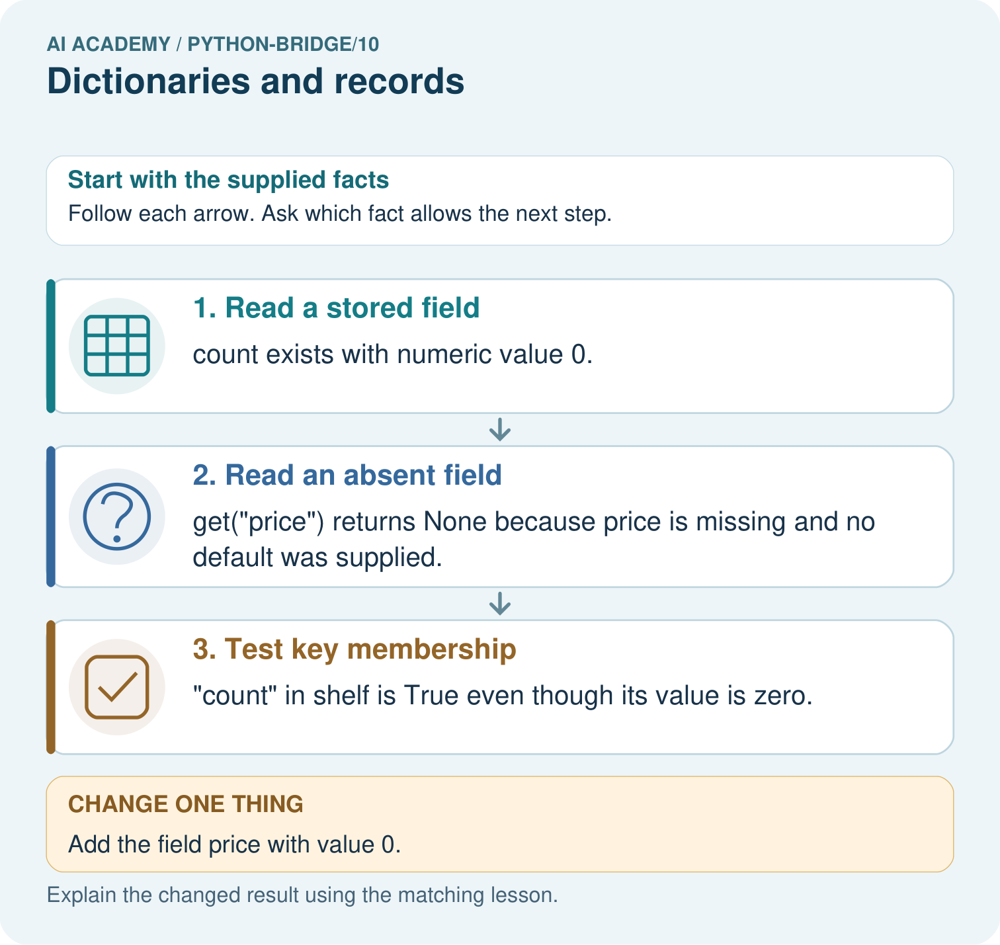 AI ACADEMY / PYTHON-BRIDGE/10
Dictionaries and records
Start with the supplied facts
Follow each arrow. Ask which fact allows the next step.
1. Read a stored field
count exists with numeric value 0.
2. Read an absent field
get("price") returns None because price is missing and no
default was supplied.
3. Test key membership
"count" in shelf is True even though its value is zero.
CHANGE ONE THING
Add the field price with value 0.
Explain the changed result using the matching lesson.